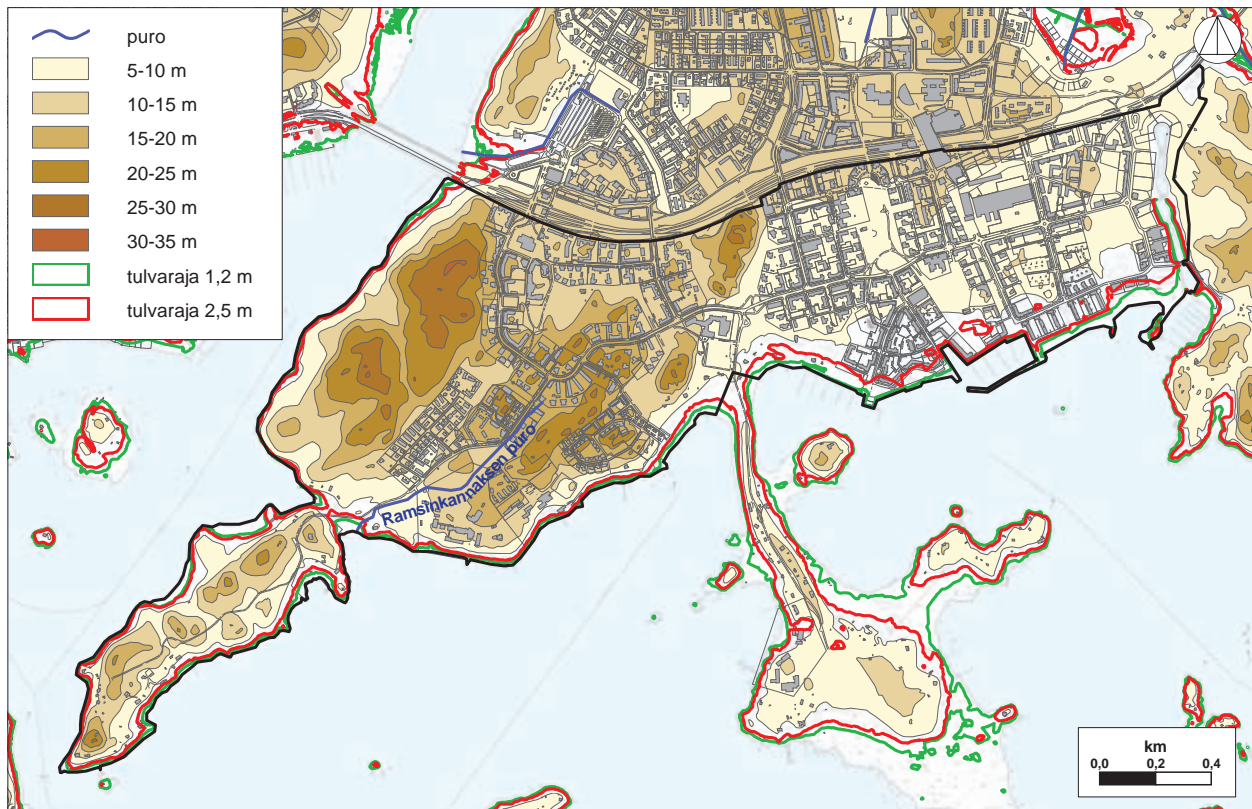 puro
5-10 m
10-15 m
15-20 m
20-25 m
25-30 m
30-35 m
tulvaraja 1,2 m
tulvaraja 2,5 m
Ramsinkannaksen puro
km
0,0 0,2 0,4